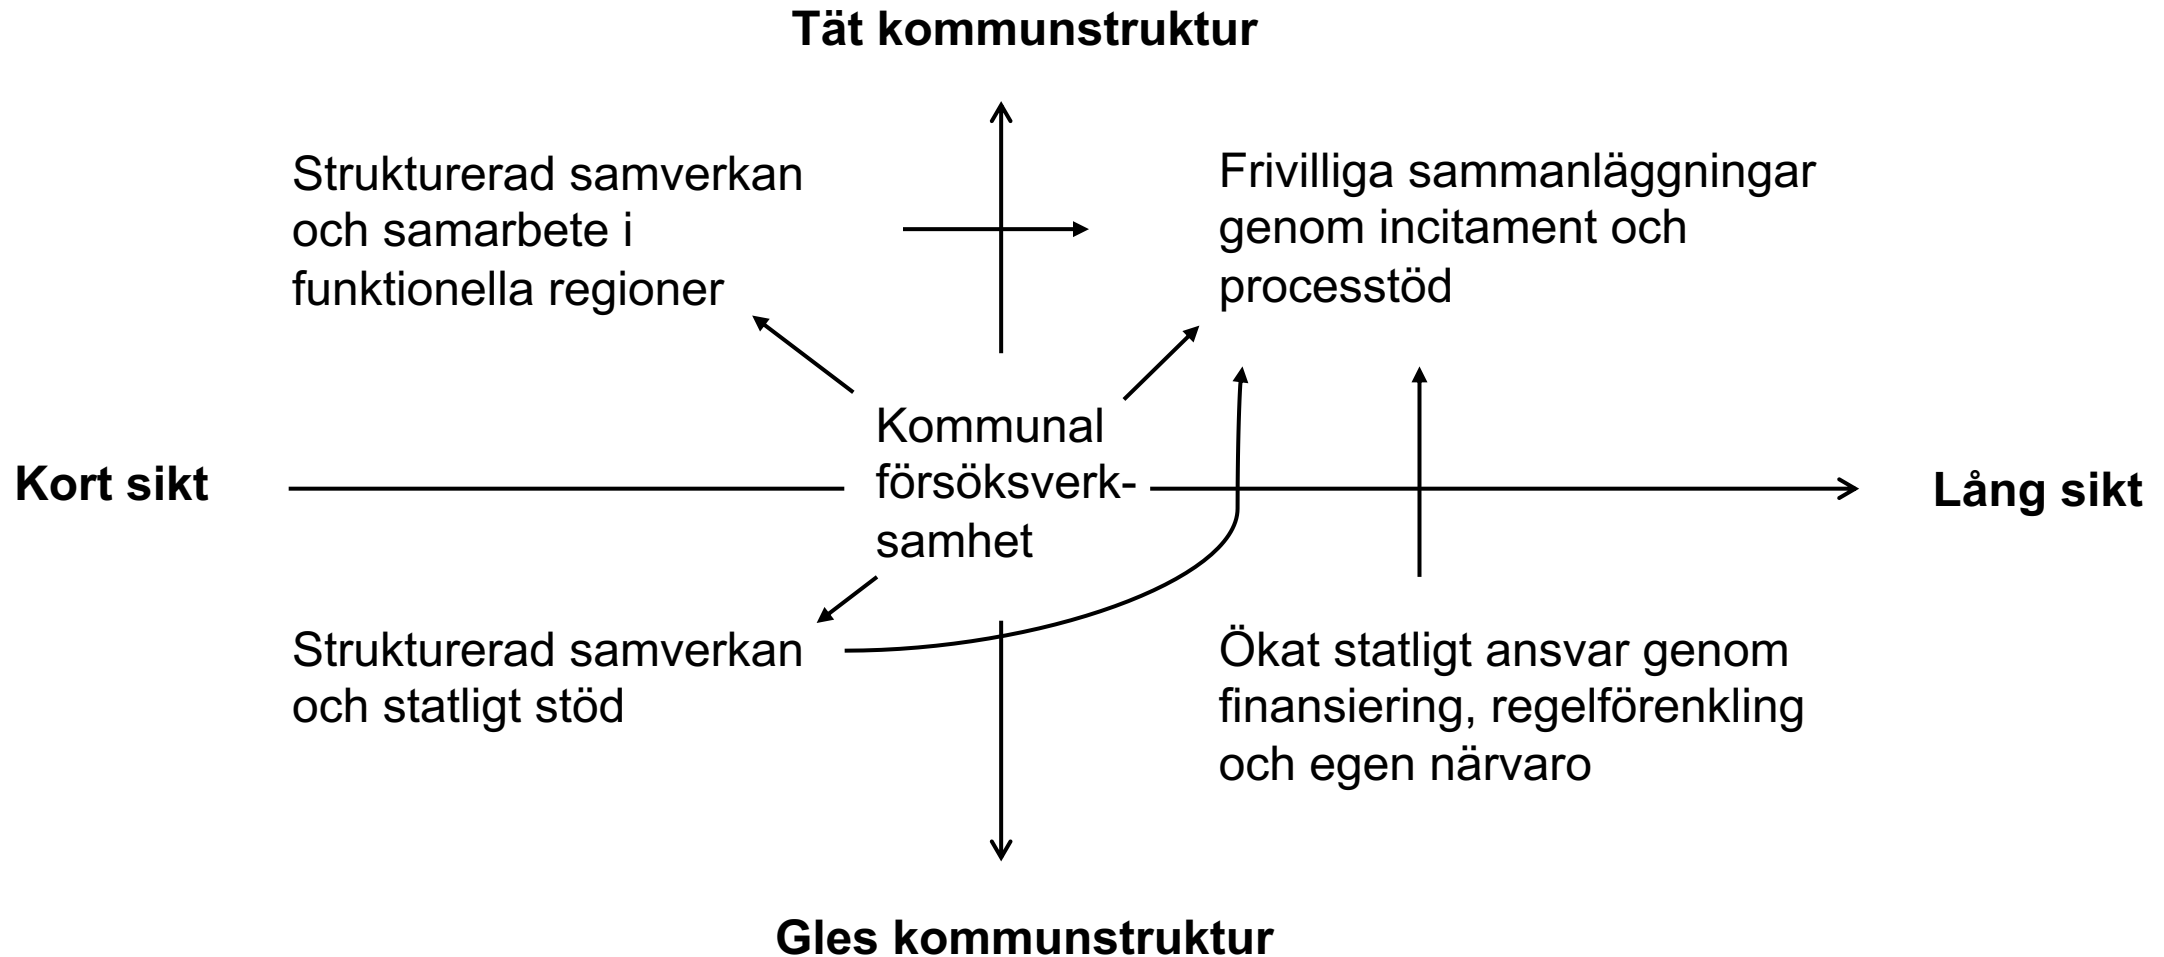 Tät kommunstruktur
Strukturerad samverkan
och samarbete i
funktionella regioner
Frivilliga sammanläggningar
genom incitament och
processtöd
Kort sikt
Kommunal
försöksverk-
samhet
Lång sikt
Strukturerad samverkan
och statligt stöd
Ökat statligt ansvar genom
finansiering, regelförenkling
och egen närvaro
Gles kommunstruktur